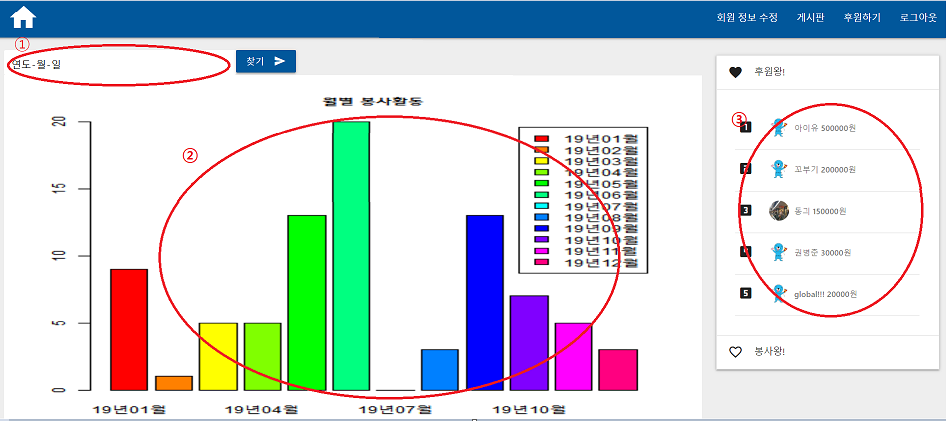 회원 정보 수정 게시판 후원하기 로그아웃
①
연도-월-일 찾기
후원왕!
월별 봉사활동
②
20
15
10
5
0
19년01월
19년02월
19년03월
19년04월
19년05월
19년06월
19년07월
19년08월
19년09월
19년10월
19년11월
19년12월
19년01월 19년04월 19년07월 19년10월
③
1 아이유 500000원
꼬부기 200000원
3 동긔 150000원
권병준 30000원
5 global!!! 20000원
봉사왕!